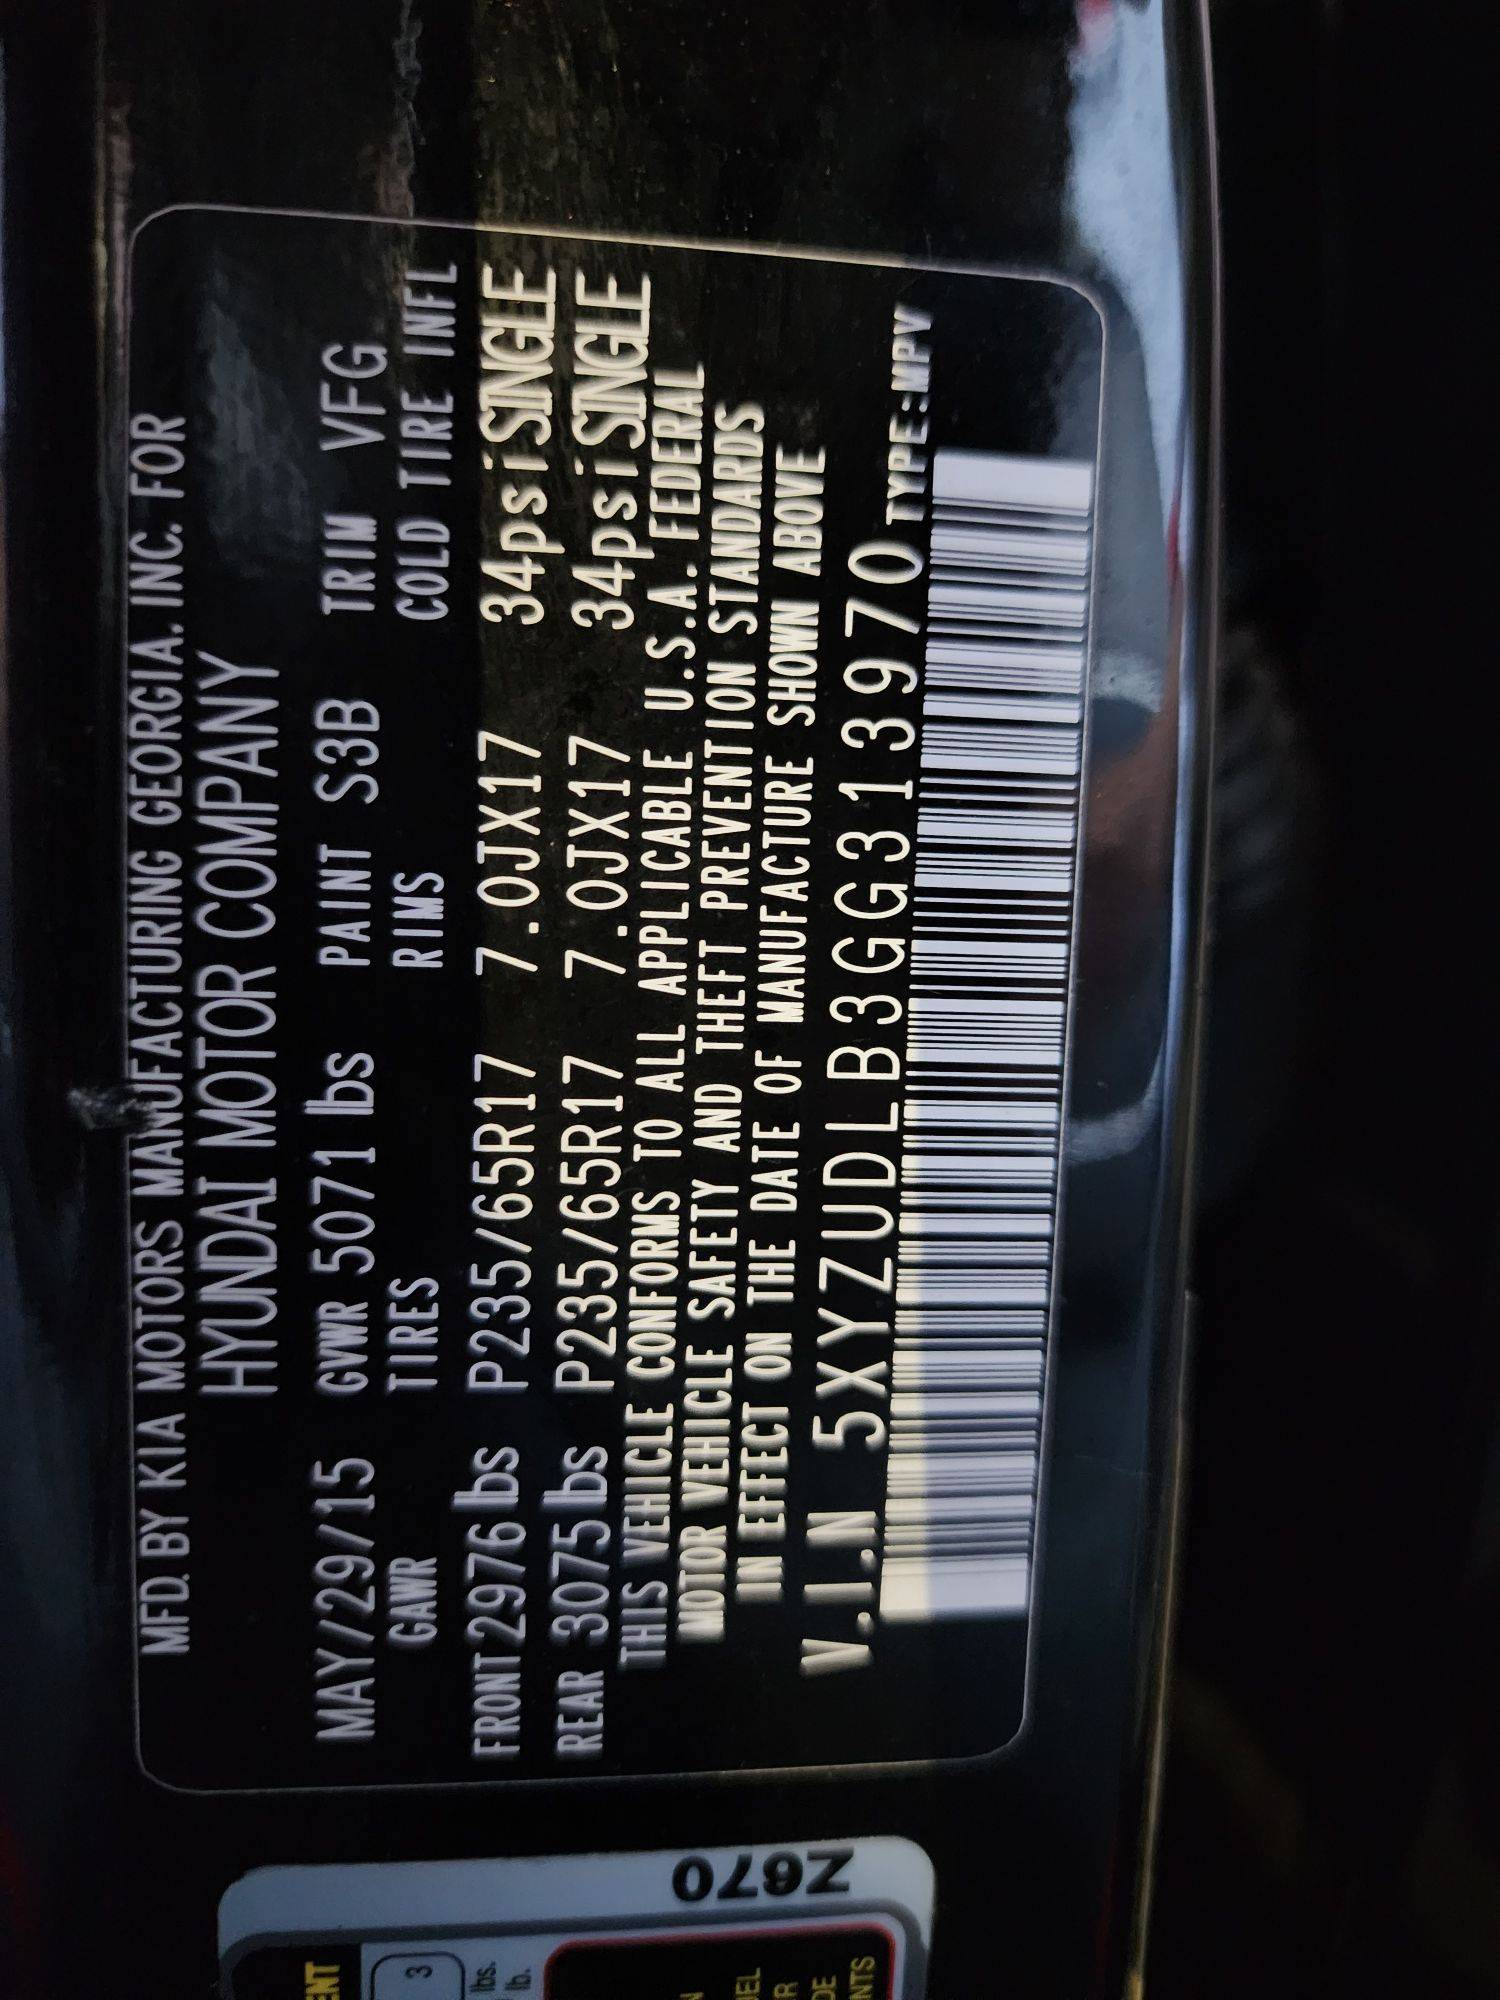 MFD. BY KIA MOTORS MANUFACTURING GEORGIA, INC. FOR
HYUNDAI MOTOR COMPANY
MAY/29/15 GVWR 5071 lbs PAINT S3B TRIM VFG
GAWR TIRES RIMS COLD TIRE INFL
FRONT 2976 lbs P235/65R17 7.0JX17 34psi SINGLE
REAR 3075 lbs P235/65R17 7.0JX17 34psi SINGLE
THIS VEHICLE CONFORMS TO ALL APPLICABLE U.S.A. FEDERAL
MOTOR VEHICLE SAFETY AND THEFT PREVENTION STANDARDS
IN EFFECT ON THE DATE OF MANUFACTURE SHOWN ABOVE
V.I.N 5XYZUDLB3GG313970 TYPE:MPV
Z670
3
lbs.
lb.